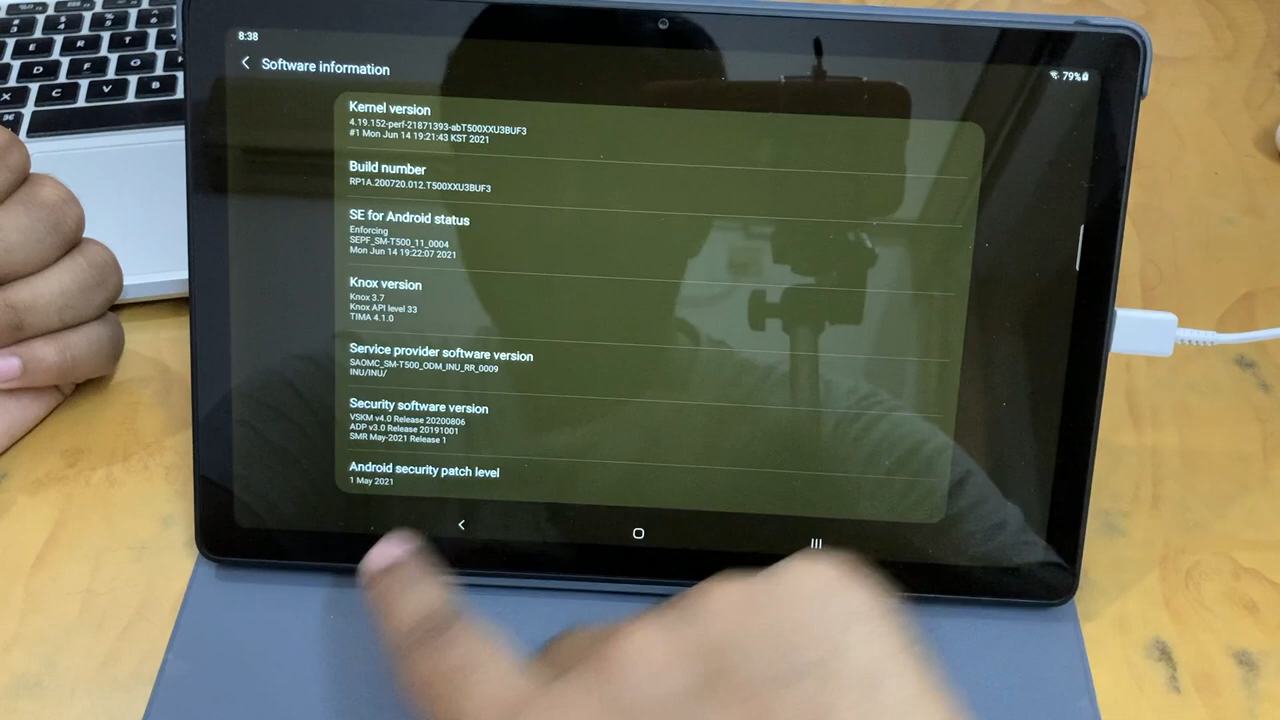 8:38
Software information
79%
Kernel version
4.19.152-perf-21871393-abT500XXU3BUF3
#1 Mon Jun 14 19:21:43 KST 2021
Build number
RP1A.200720.012.T500XXU3BUF3
SE for Android status
Enforcing
SEPF_SM-T500_11_0004
Mon Jun 14 19:22:07 2021
Knox version
Knox 3.7
Knox API level 33
TIMA 4.1.0
Service provider software version
SAOMC_SM-T500_ODM_INU_RR_0009
INU/INU/
Security software version
VSKM v4.0 Release 20200806
ADP v3.0 Release 20191001
SMR May-2021 Release 1
Android security patch level
1 May 2021
E R T
D F G
X C V B